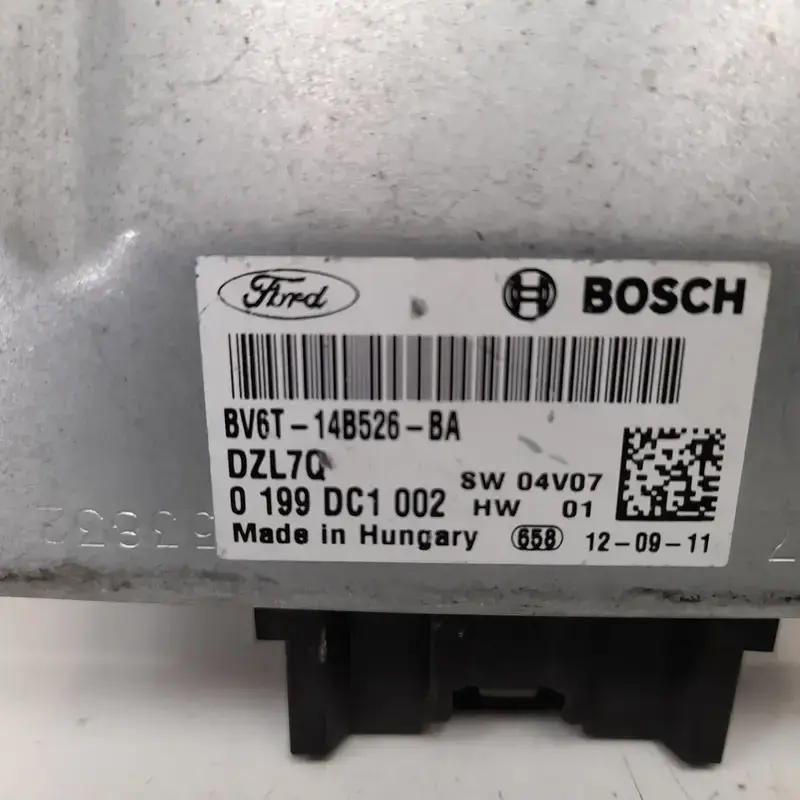 Ford BOSCH
BV6T-14B526-BA
DZL7Q
SW 04V07
0 199 DC1 002 HW 01
Made in Hungary 658 12-09-11